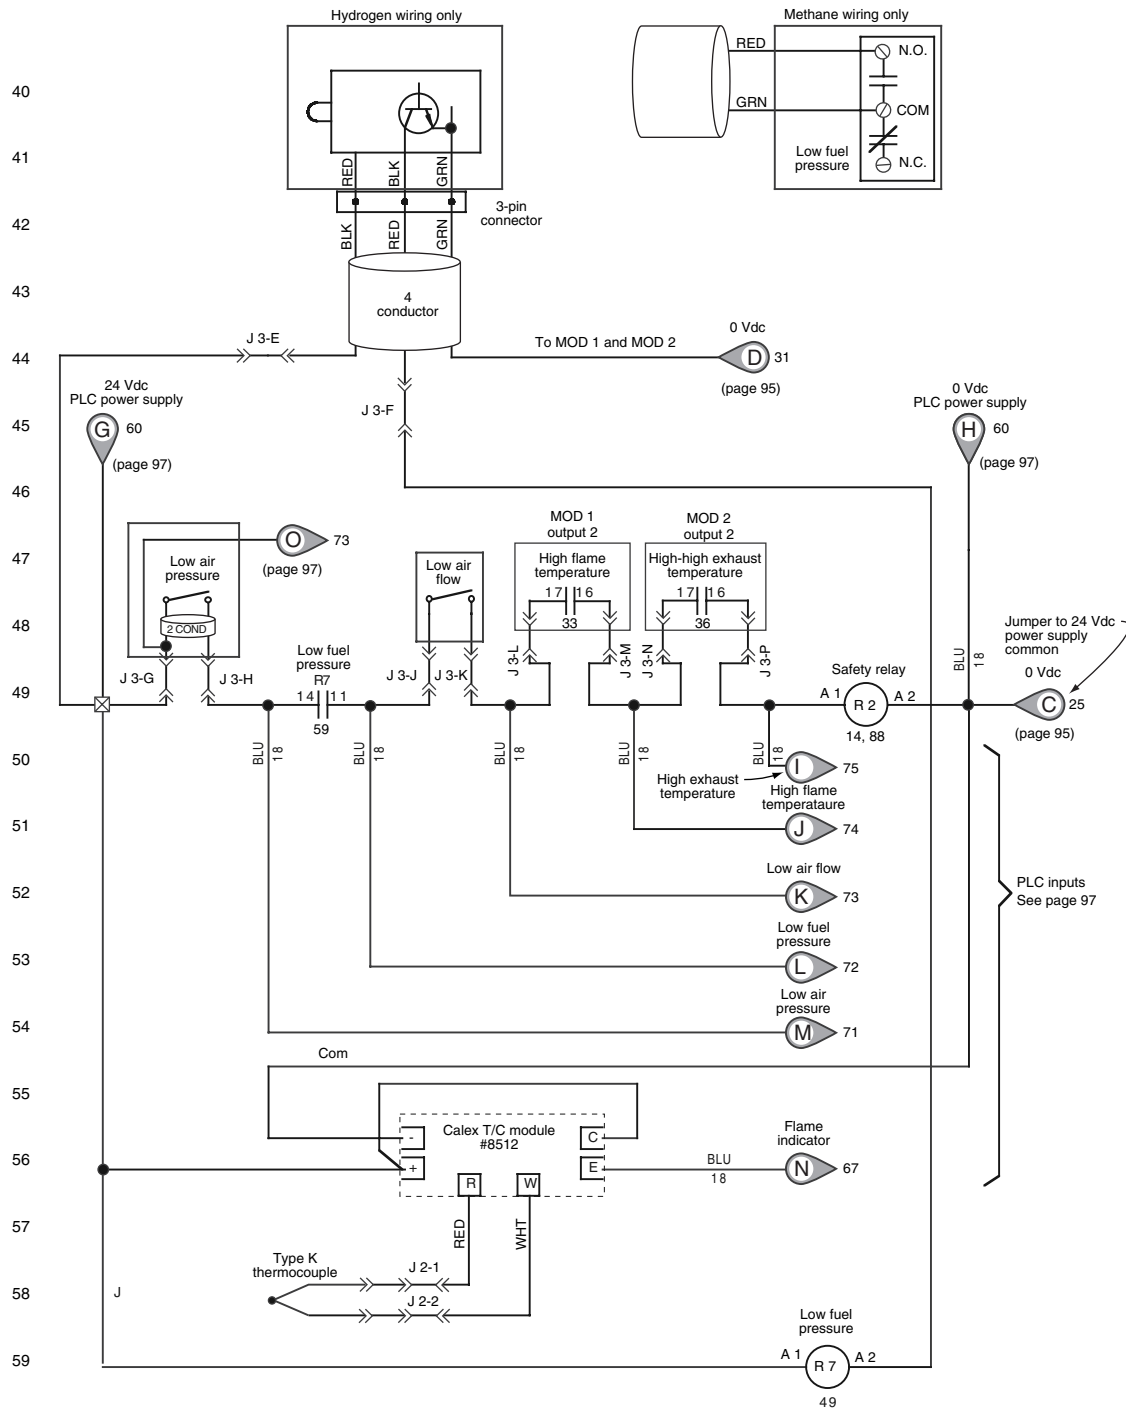 Hydrogen wiring only
Methane wiring only
RED
N.O.
40
GRN
COM
41
RED
BLK
GRN
Low fuel
pressure
N.C.
3-pin
connector
42
BLK
RED
GRN
43
4
conductor
J 3-E
0 Vdc
44
To MOD 1 and MOD 2
D
31
(page 95)
24 Vdc
PLC power supply
0 Vdc
PLC power supply
J 3-F
45
G
60
H
60
(page 97)
(page 97)
46
MOD 1
output 2
MOD 2
output 2
47
O
73
(page 97)
Low air
pressure
Low air
flow
High flame
temperature
High-high exhaust
temperature
17
16
17
16
48
2 COND
33
36
Jumper to 24 Vdc
power supply
common
Low fuel
pressure
R7
J 3-G
J 3-H
J 3-J
J 3-K
J 3-L
J 3-M
J 3-N
J 3-P
BLU
18
Safety relay
0 Vdc
49
14
11
A 1
R 2
A 2
C
25
59
14, 88
(page 95)
50
BLU
18
BLU
18
BLU
18
BLU
18
BLU
18
I
75
High exhaust
temperature
High flame
temperataure
51
J
74
Low air flow
52
K
73
PLC inputs
See page 97
Low fuel
pressure
53
L
72
Low air
pressure
54
M
71
Com
55
Calex T/C module
#8512
-
C
Flame
indicator
56
+
E
BLU
18
N
67
R
W
57
RED
WHT
Type K
thermocouple
J 2-1
58
J
J 2-2
Low fuel
pressure
59
A 1
R 7
A 2
49